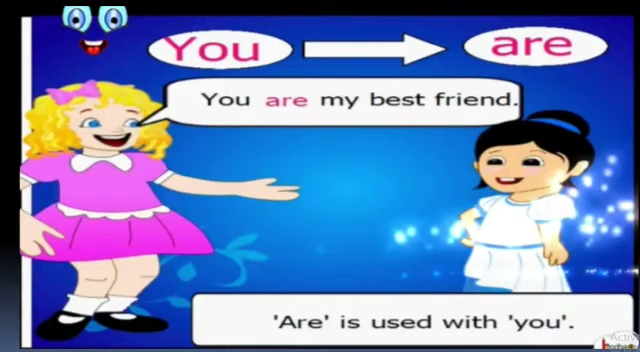 You are
You are my best friend.
'Are' is used with 'you'.